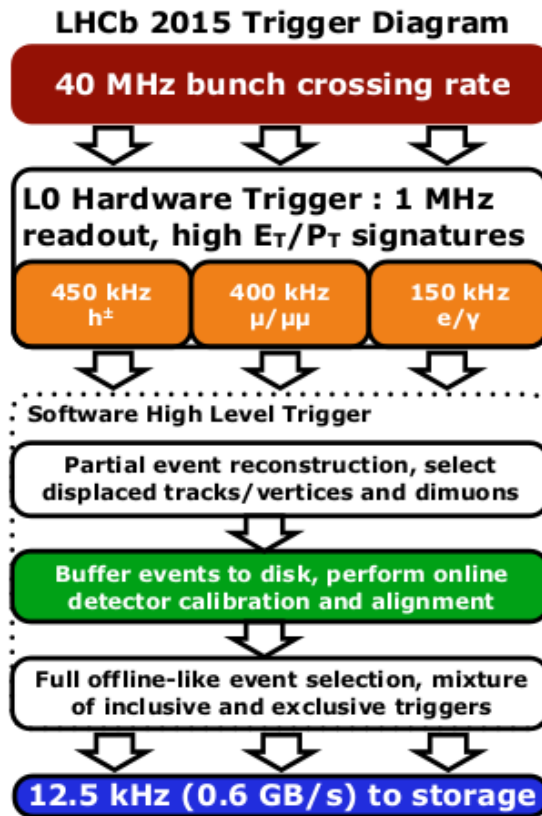 LHCb 2015 Trigger Diagram
40 MHz bunch crossing rate
L0 Hardware Trigger : 1 MHz
readout, high E_T/P_T signatures
450 kHz
h±
400 kHz
μ/μμ
150 kHz
e/γ
Software High Level Trigger
Partial event reconstruction, select
displaced tracks/vertices and dimuons
Buffer events to disk, perform online
detector calibration and alignment
Full offline-like event selection, mixture
of inclusive and exclusive triggers
12.5 kHz (0.6 GB/s) to storage